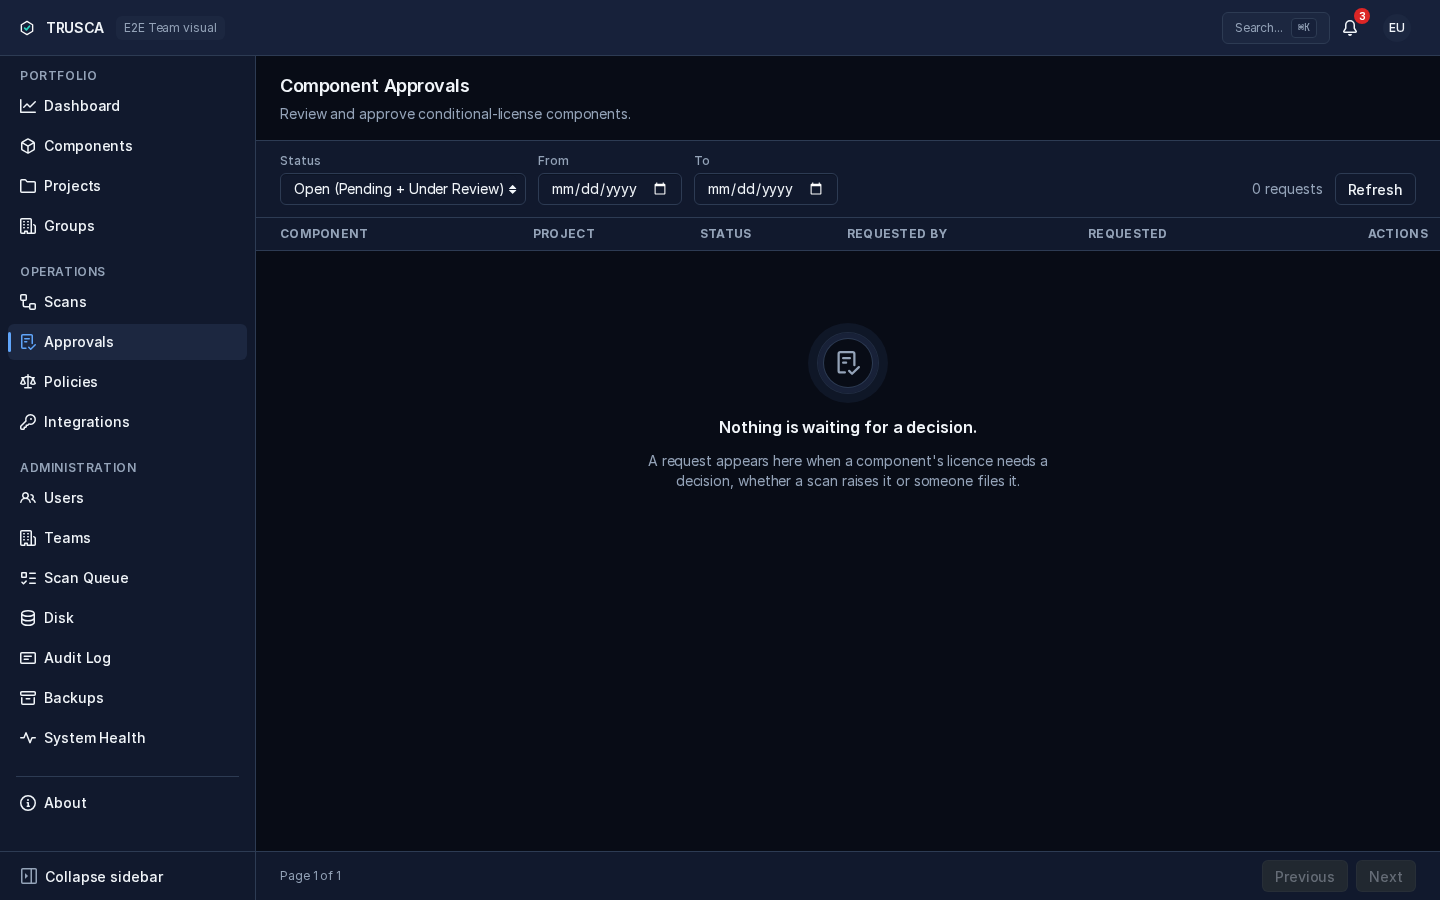 TRUSCA
E2E Team visual
Search...
⌘K
3
EU
PORTFOLIO
Dashboard
Components
Projects
Groups
OPERATIONS
Scans
Approvals
Policies
Integrations
ADMINISTRATION
Users
Teams
Scan Queue
Disk
Audit Log
Backups
System Health
About
Collapse sidebar
Component Approvals
Review and approve conditional-license components.
Status
From
To
Open (Pending + Under Review)
mm/dd/yyyy
mm/dd/yyyy
0 requests
Refresh
COMPONENT
PROJECT
STATUS
REQUESTED BY
REQUESTED
ACTIONS
Nothing is waiting for a decision.
A request appears here when a component's licence needs a
decision, whether a scan raises it or someone files it.
Page 1 of 1
Previous
Next